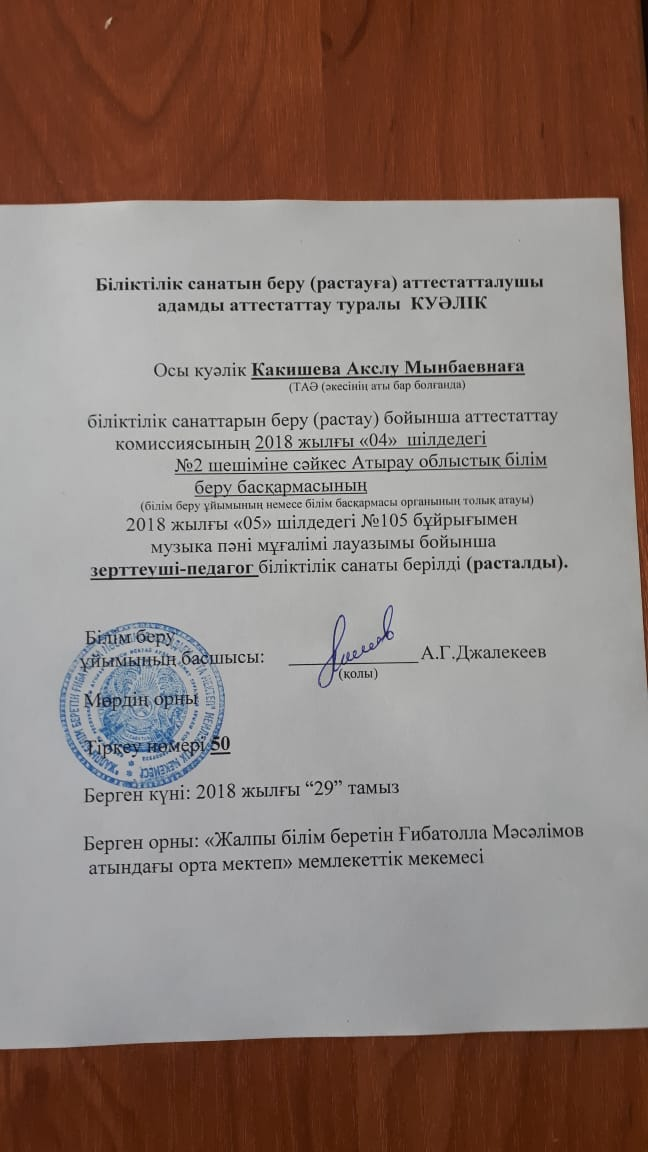 Біліктілік санатын беру (растауға) аттестатталушы
адамды аттестаттау туралы КУӘЛІК
Осы куәлік Какишева Акслу Мынбаевнаға
(ТАӘ (әкесінің аты бар болғанда)
біліктілік санаттарын беру (растау) бойынша аттестаттау
комиссиясының 2018 жылғы «04» шілдедегі
№2 шешіміне сәйкес Атырау облыстық білім
беру басқармасының
(білім беру ұйымының немесе білім басқармасы органының толық атауы)
2018 жылғы «05» шілдедегі №105 бұйрығымен
музыка пәні мұғалімі лауазымы бойынша
зерттеуші-педагог біліктілік санаты берілді (расталды).
Білім беру
ұйымының басшысы: ______________ А.Г.Джалекеев
(қолы)
Мөрдің орны
Тіркеу номері 50
Берген күні: 2018 жылғы “29” тамыз
Берген орны: «Жалпы білім беретін Ғибатолла Мәсәлімов
атындағы орта мектеп» мемлекеттік мекемесі